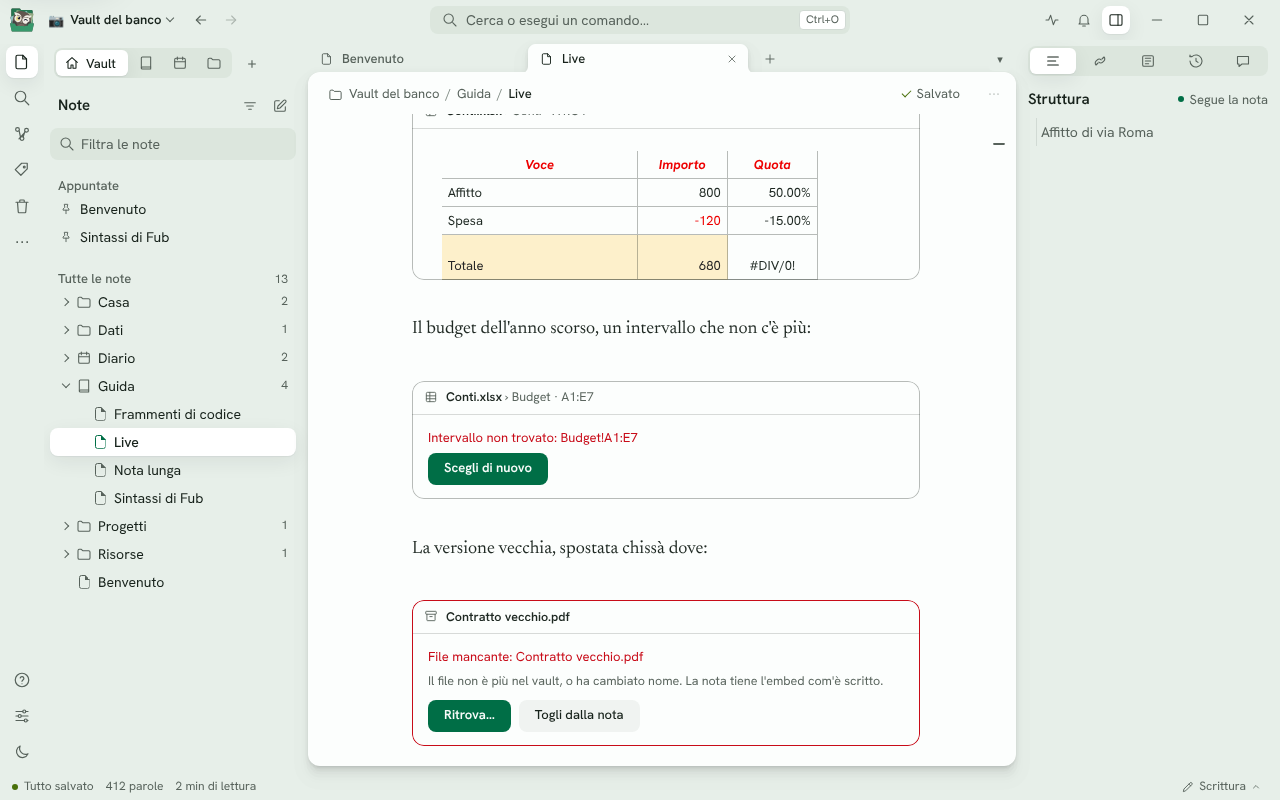 Vault del banco
Cerca o esegui un comando...
Ctrl+O
Vault
Note
Filtra le note
Appuntate
Benvenuto
Sintassi di Fub
Tutte le note 13
Casa 2
Dati 1
Diario 2
Guida 4
Frammenti di codice
Live
Nota lunga
Sintassi di Fub
Progetti 1
Risorse 1
Benvenuto
Benvenuto
Live
Vault del banco / Guida / Live
Salvato
Voce Importo Quota
Affitto 800 50.00%
Spesa -120 -15.00%
Totale 680 #DIV/0!
Il budget dell'anno scorso, un intervallo che non c'è più:
Conti.xlsx › Budget · A1:E7
Intervallo non trovato: Budget!A1:E7
Scegli di nuovo
La versione vecchia, spostata chissà dove:
Contratto vecchio.pdf
File mancante: Contratto vecchio.pdf
Il file non è più nel vault, o ha cambiato nome. La nota tiene l'embed com'è scritto.
Ritrova...
Togli dalla nota
Struttura
Segue la nota
Affitto di via Roma
Tutto salvato 412 parole 2 min di lettura
Scrittura